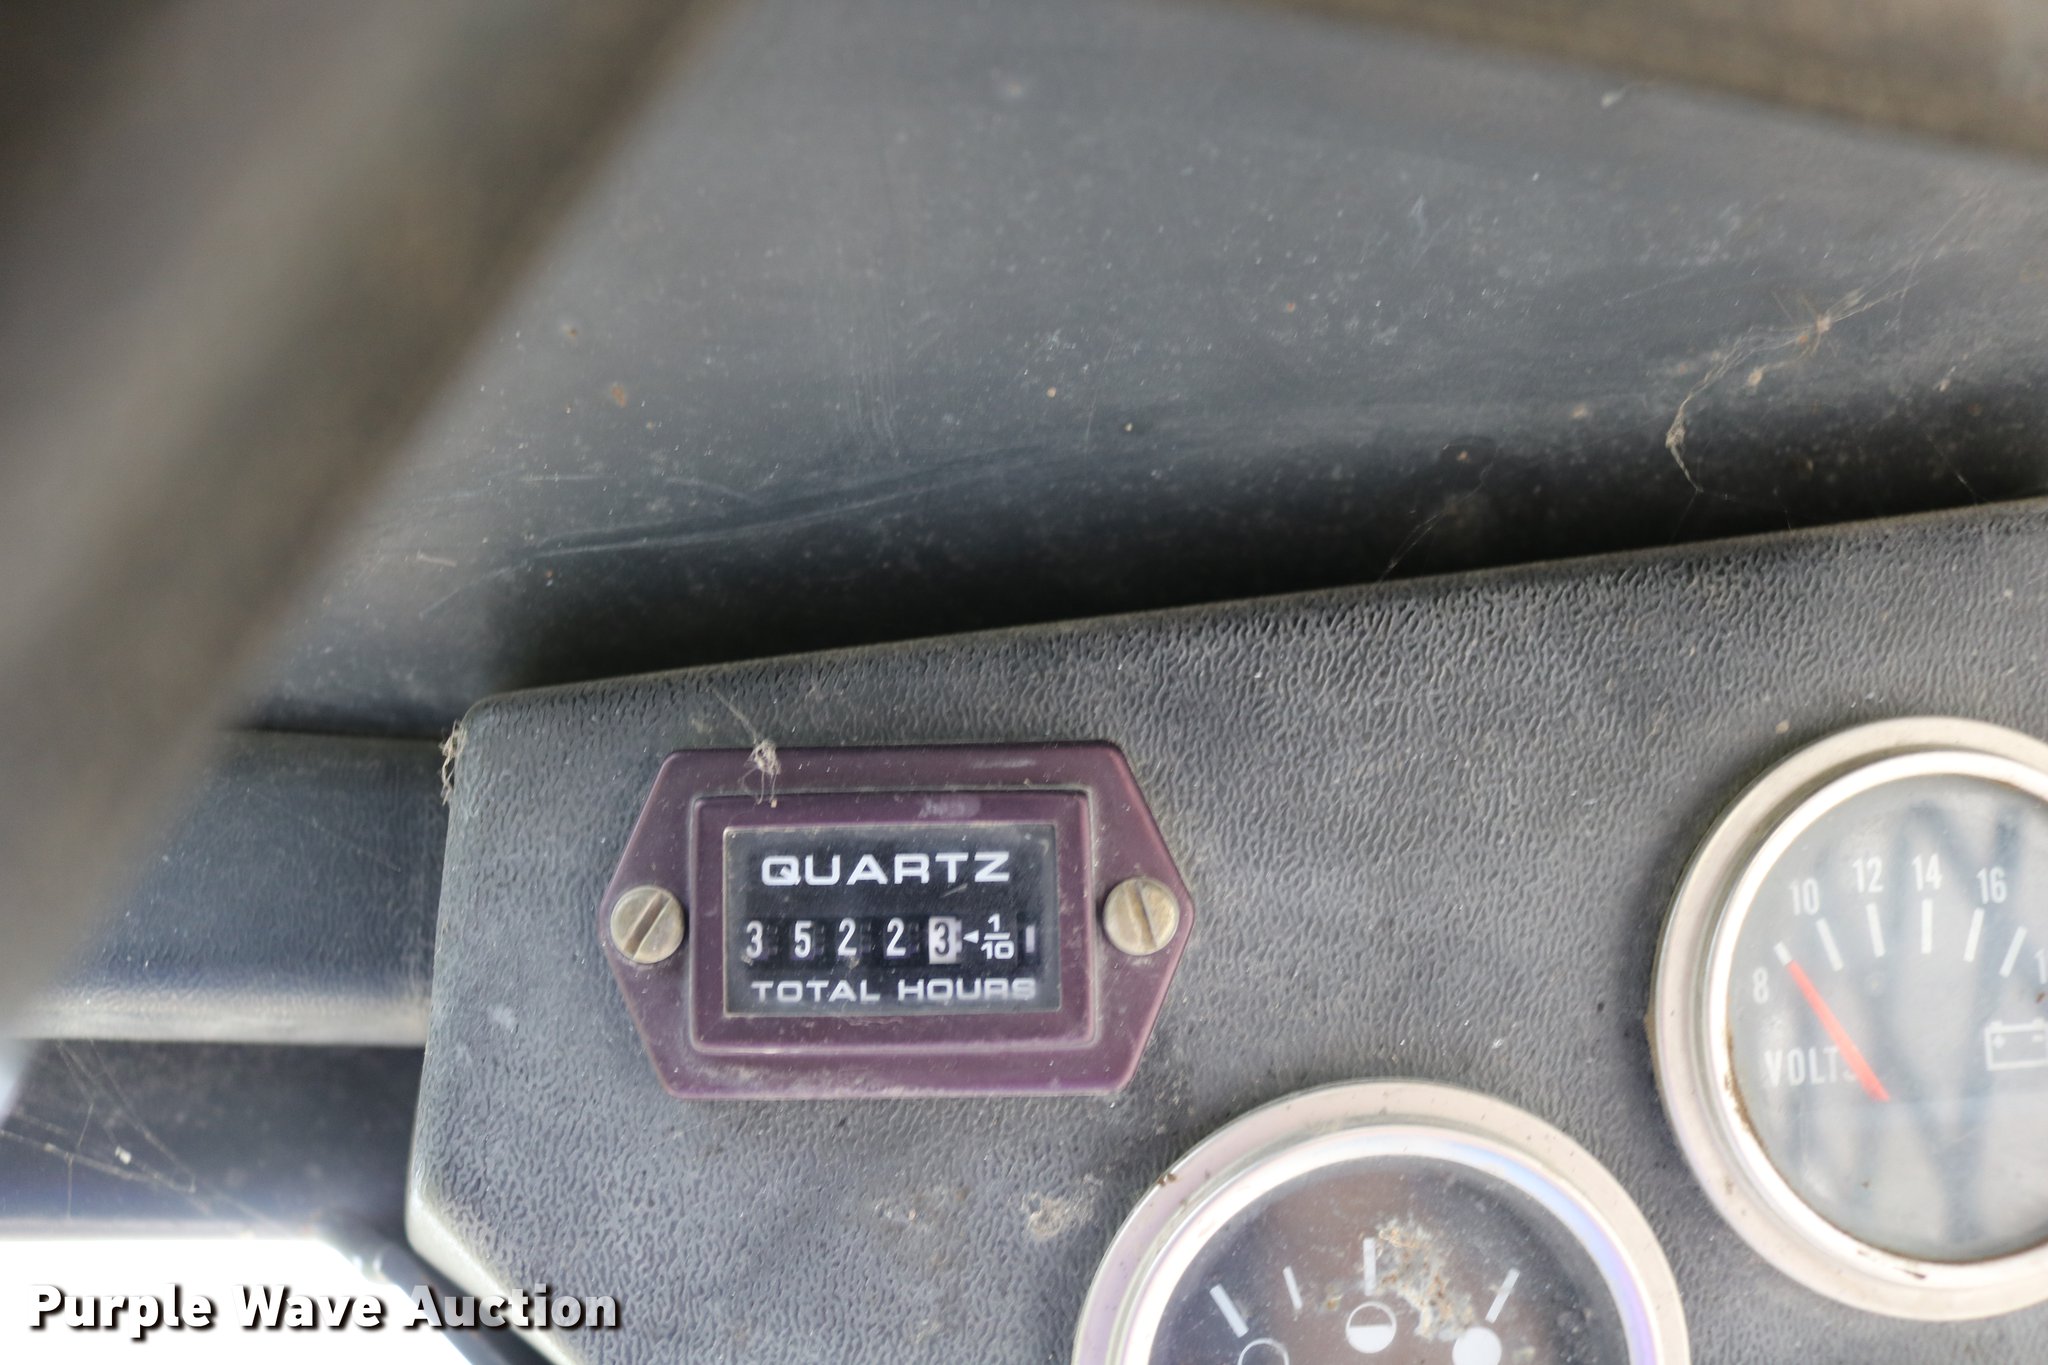 QUARTZ
3 5 2 2 3 ◄ 1/10
TOTAL HOURS
8 10 12 14 16
VOLTS
Purple Wave Auction